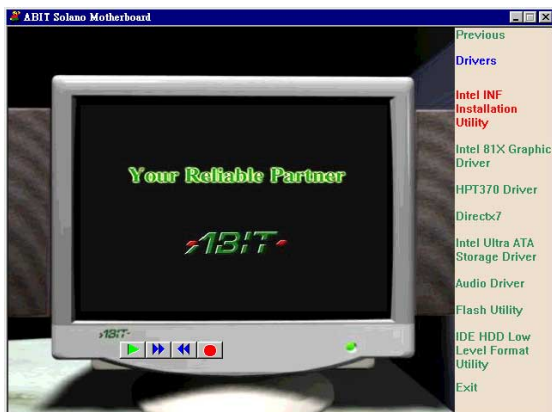 ABIT Solano Motherboard
Your Reliable Partner
ABIT
ABIT
Previous
Drivers
Intel INF
Installation
Utility
Intel 81X Graphic
Driver
HPT370 Driver
Directx7
Intel Ultra ATA
Storage Driver
Audio Driver
Flash Utility
IDE HDD Low
Level Format
Utility
Exit